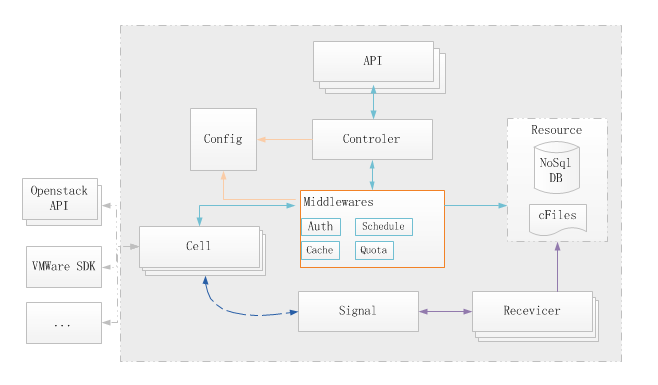 API
Config
Controler
Resource
NoSql
DB
cFiles
Openstack
API
Middlewares
Auth
Schedule
Cache
Quota
Cell
VMWare SDK
...
Signal
Recevicer